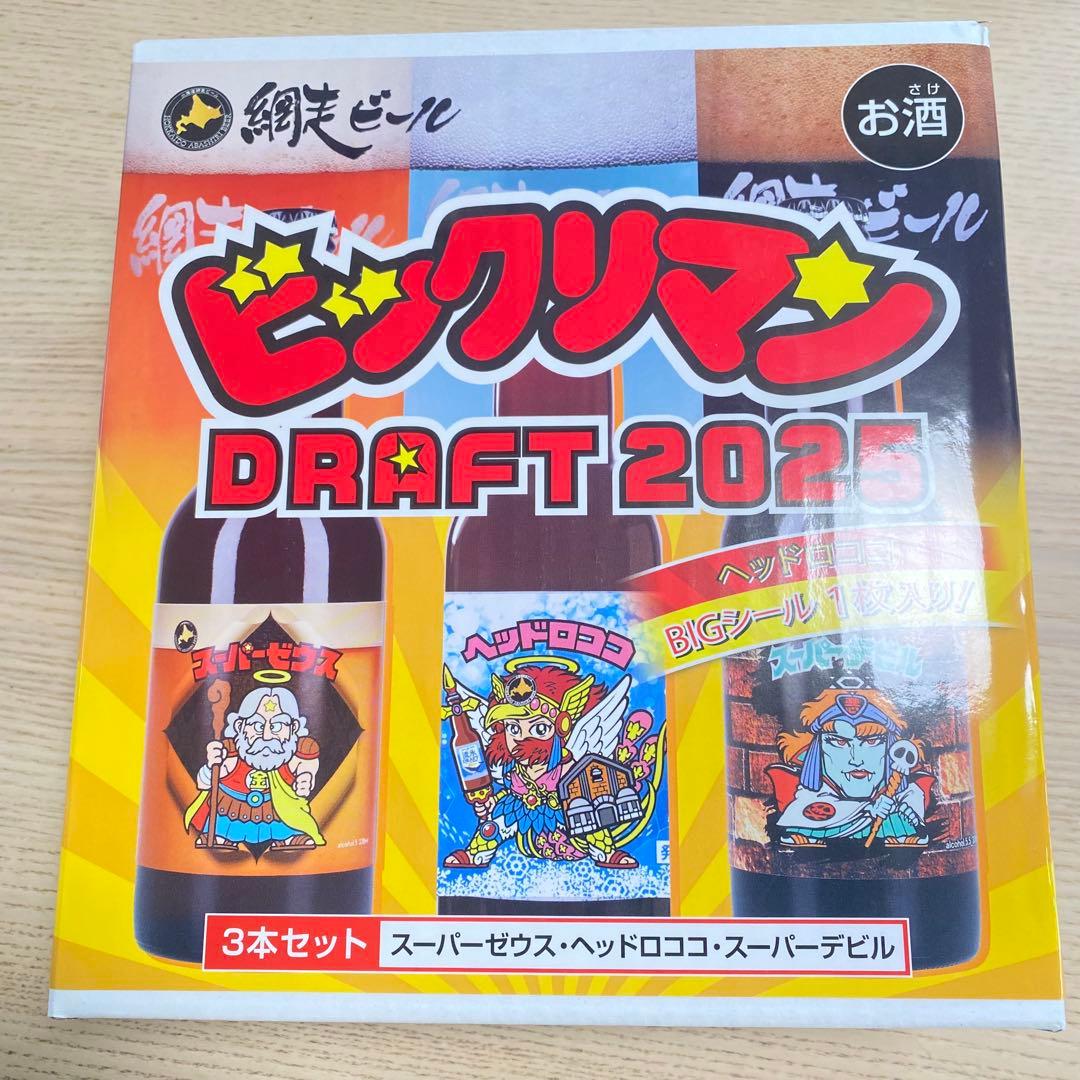 網走ビール
さけ
お酒
網走ビール
網走ビール
ビックリマン
DRAFT 2025
ヘッドロココ
BIGシール1枚入り!
スーパーゼウス
ヘッドロココ
スーパーデビル
金
流氷
発
3本セット スーパーゼウス・ヘッドロココ・スーパーデビル